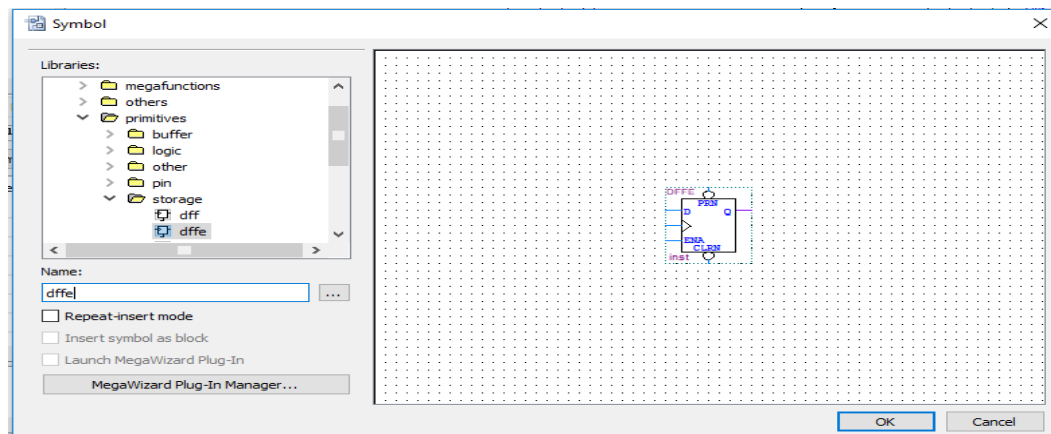 Symbol
Libraries:
megafunctions
others
primitives
buffer
logic
other
pin
storage
dff
dffe
Name:
dffe
...
Repeat-insert mode
Insert symbol as block
Launch MegaWizard Plug-In
MegaWizard Plug-In Manager...
DFFE
PRN
D Q
ENA
CLRN
inst
OK Cancel